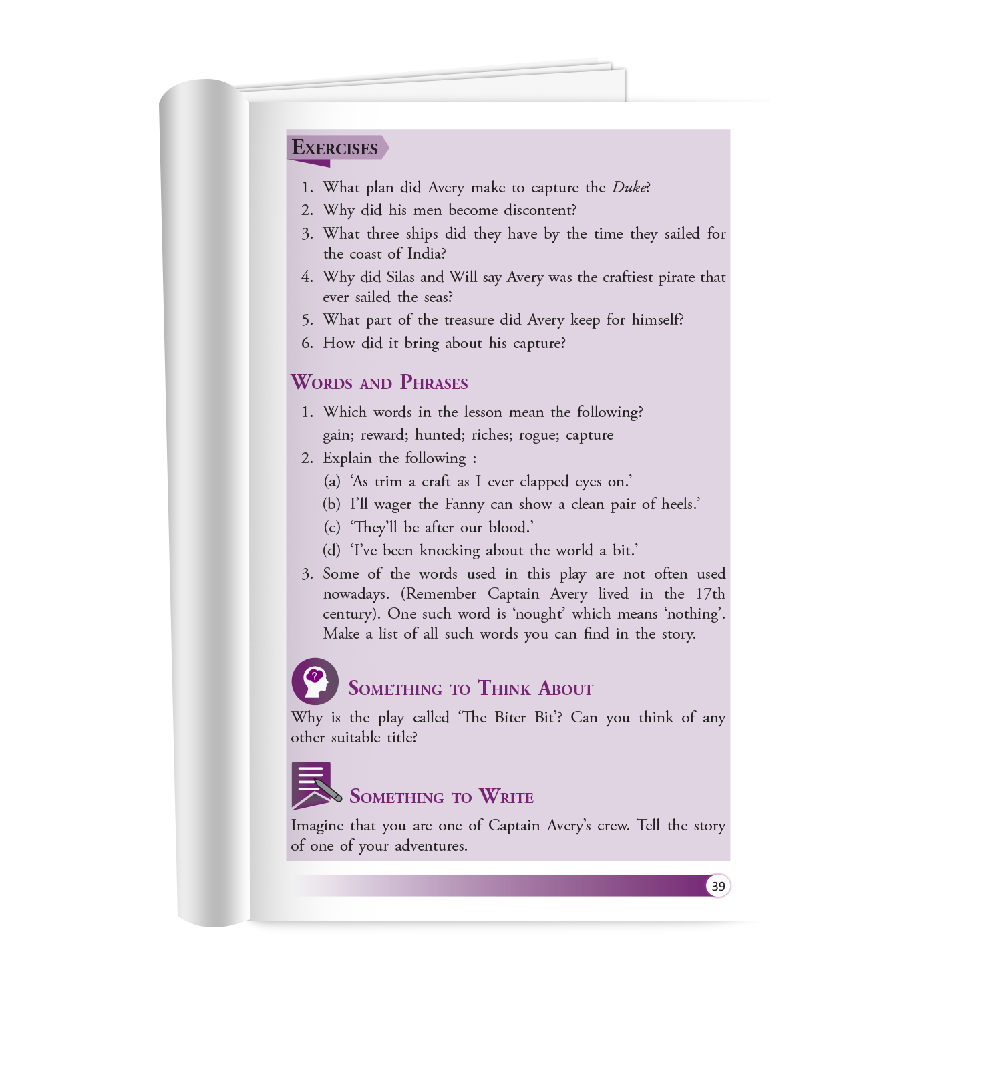 EXERCISES
1. What plan did Avery make to capture the Duke?
2. Why did his men become discontent?
3. What three ships did they have by the time they sailed for
the coast of India?
4. Why did Silas and Will say Avery was the craftiest pirate that
ever sailed the seas?
5. What part of the treasure did Avery keep for himself?
6. How did it bring about his capture?
WORDS AND PHRASES
1. Which words in the lesson mean the following?
gain; reward; hunted; riches; rogue; capture
2. Explain the following :
(a) ‘As trim a craft as I ever clapped eyes on.’
(b) I’ll wager the Fanny can show a clean pair of heels.’
(c) ‘They’ll be after our blood.’
(d) ‘I’ve been knocking about the world a bit.’
3. Some of the words used in this play are not often used
nowadays. (Remember Captain Avery lived in the 17th
century). One such word is ‘nought’ which means ‘nothing’.
Make a list of all such words you can find in the story.
?
SOMETHING TO THINK ABOUT
Why is the play called ‘The Biter Bit’? Can you think of any
other suitable title?
SOMETHING TO WRITE
Imagine that you are one of Captain Avery’s crew. Tell the story
of one of your adventures.
39